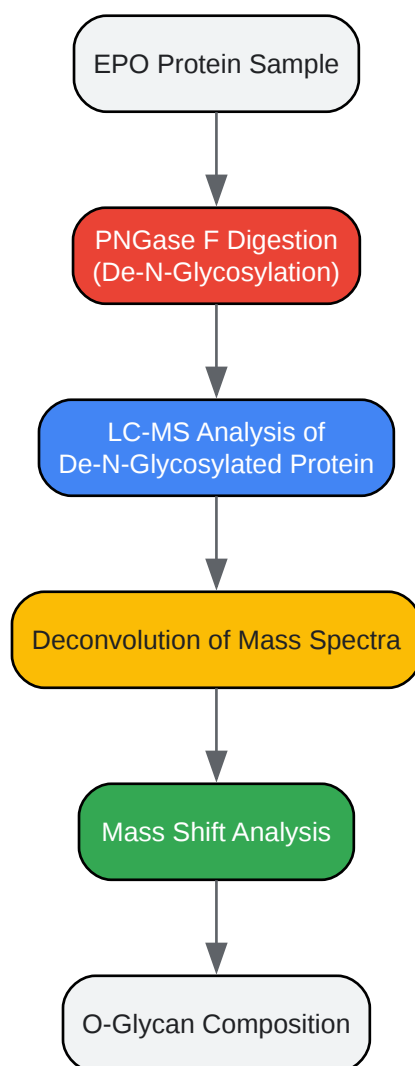 EPO Protein Sample
PNGase F Digestion
(De-N-Glycosylation)
LC-MS Analysis of
De-N-Glycosylated Protein
Deconvolution of Mass Spectra
Mass Shift Analysis
O-Glycan Composition